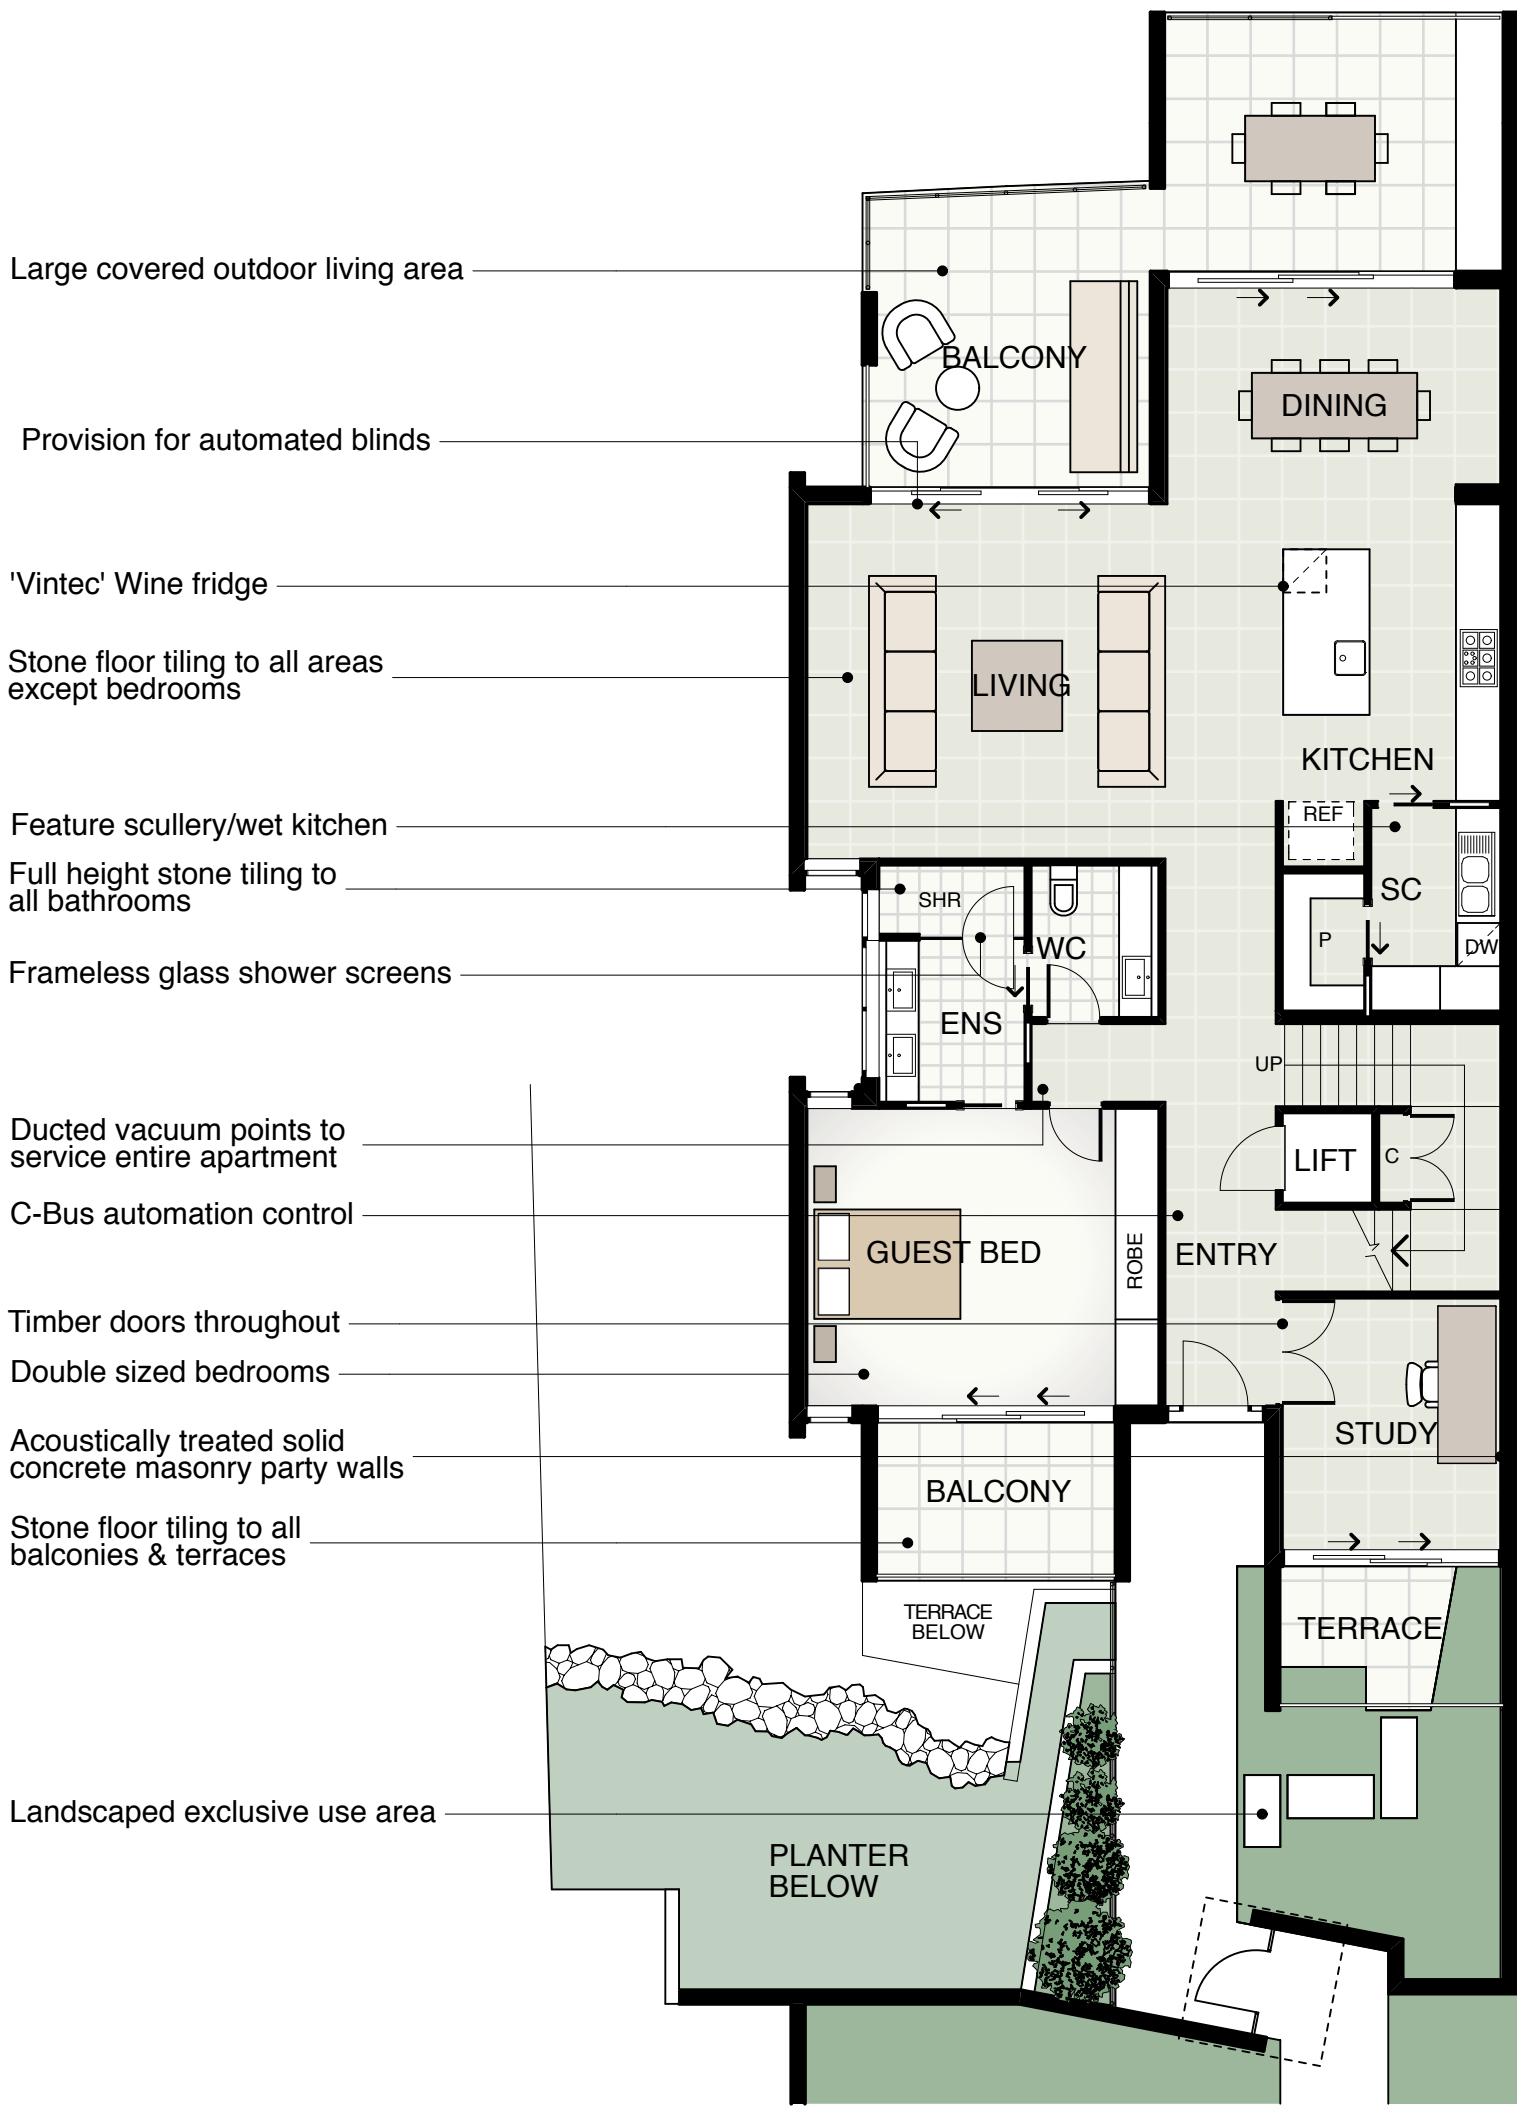 Large covered outdoor living area
BALCONY
DINING
Provision for automated blinds
'Vintec' Wine fridge
Stone floor tiling to all areas
except bedrooms
LIVING
KITCHEN
REF
Feature scullery/wet kitchen
Full height stone tiling to
all bathrooms
SHR
SC
P
WC
DW
Frameless glass shower screens
ENS
UP
Ducted vacuum points to
service entire apartment
LIFT
C
C-Bus automation control
GUEST BED
ROBE
ENTRY
Timber doors throughout
Double sized bedrooms
STUDY
Acoustically treated solid
concrete masonry party walls
BALCONY
Stone floor tiling to all
balconies & terraces
TERRACE
BELOW
TERRACE
Landscaped exclusive use area
PLANTER
BELOW